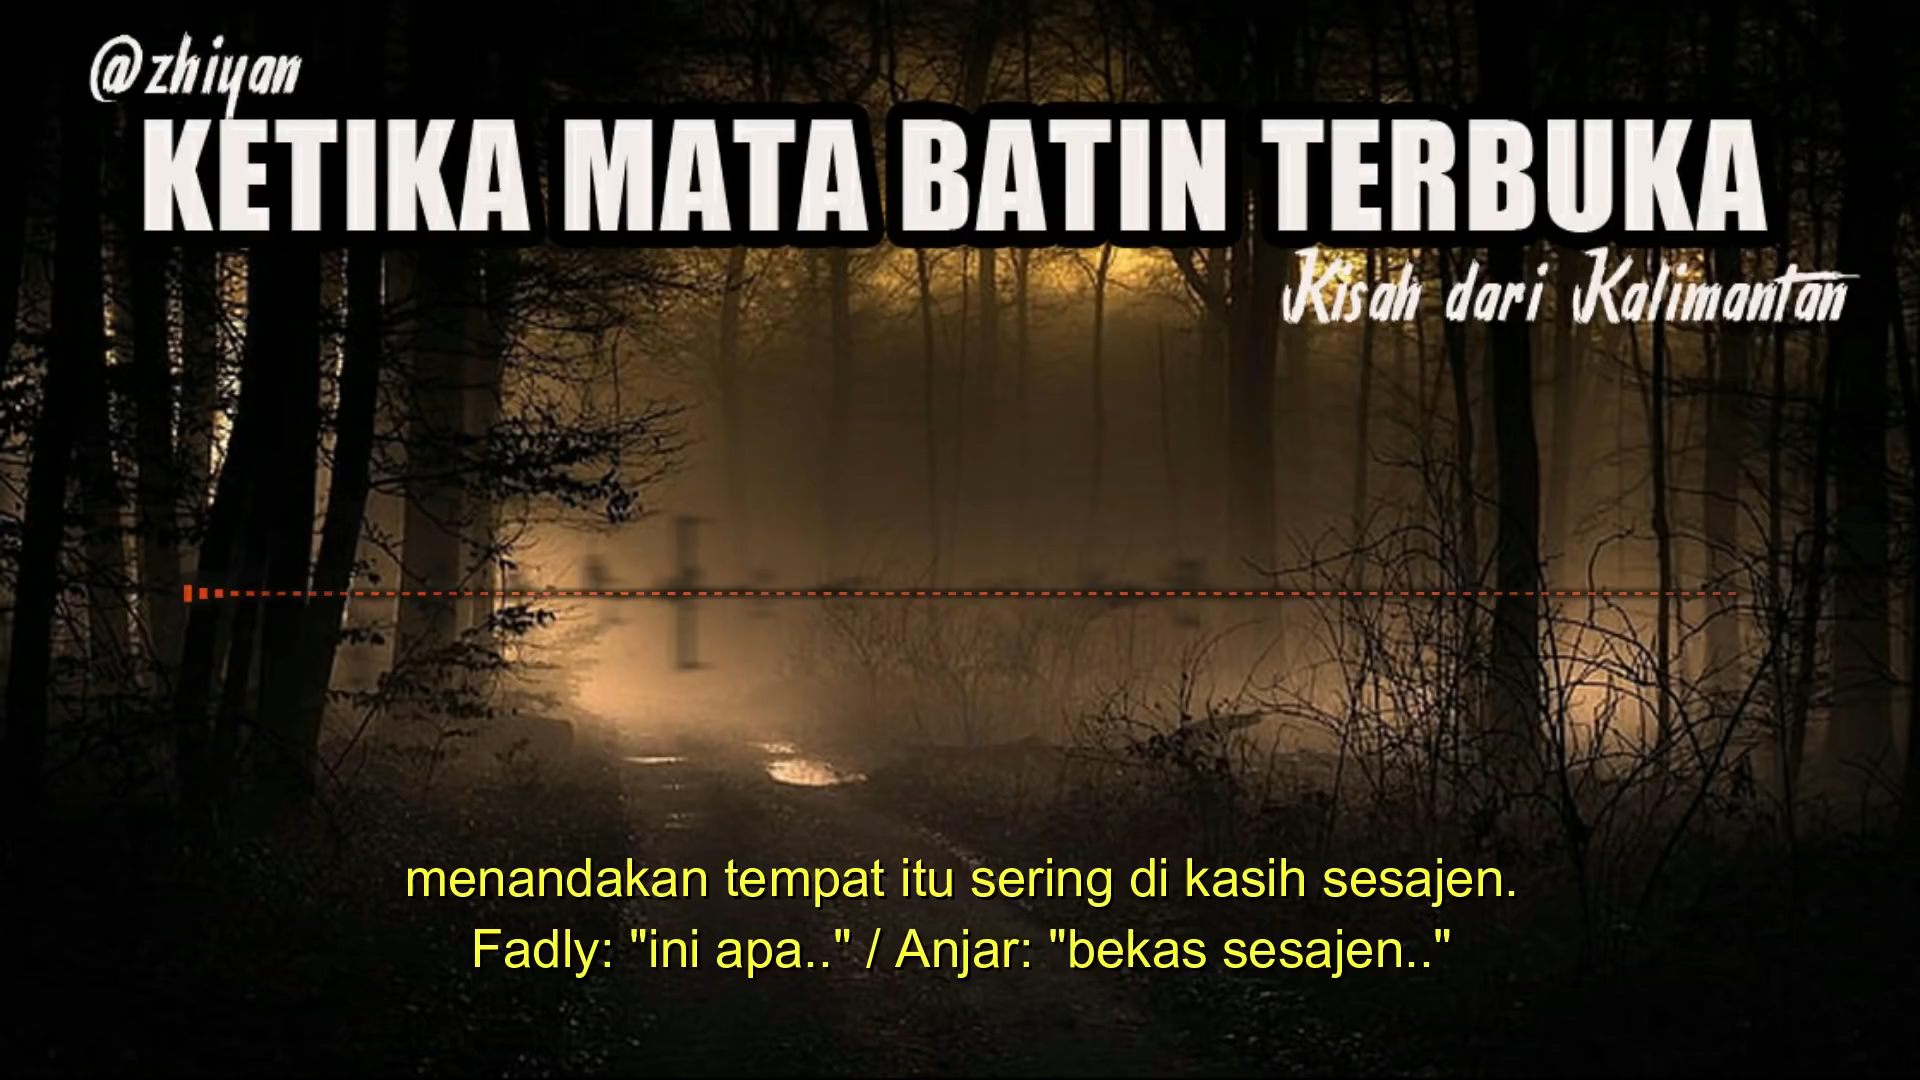 @zhiyan
KETIKA MATA BATIN TERBUKA
Kisah dari Kalimantan
menandakan tempat itu sering di kasih sesajen.
Fadly: "ini apa.." / Anjar: "bekas sesajen.."